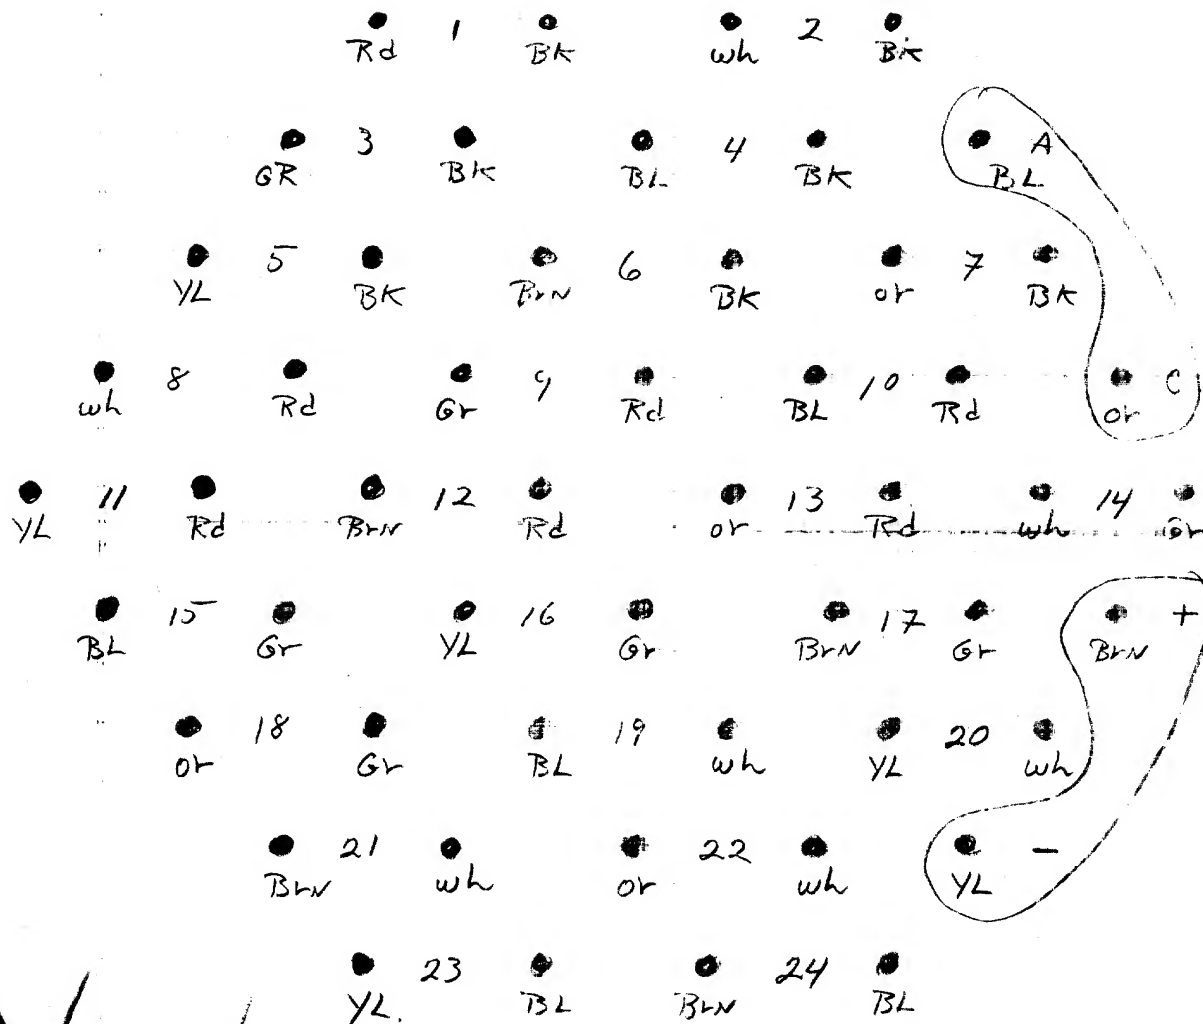 1 2
Rd BK wh BK
3 4 A
GR BK BL BK BL
5 6 7
YL BK BrN BK or BK
8 9 10 C
wh Rd Gr Rd BL Rd or
11 12 13 14
YL Rd BrN Rd or Rd wh Gr
15 16 17 +
BL Gr YL Gr BrN Gr BrN
18 19 20
or Gr BL wh YL wh
21 22 -
BrN wh or wh YL
23 24
YL. BL BrN BL